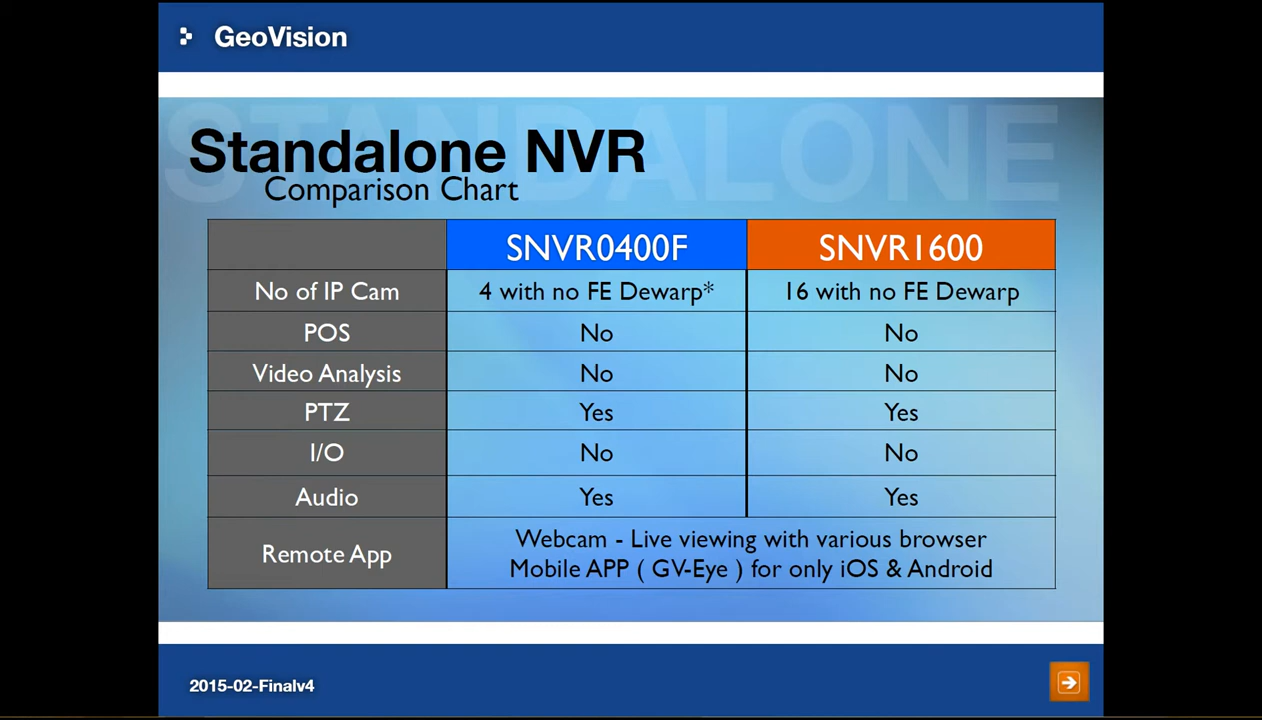 GeoVision
STANDALONE
Standalone NVR
Comparison Chart
SNVR0400F SNVR1600
No of IP Cam 4 with no FE Dewarp* 16 with no FE Dewarp
POS No No
Video Analysis No No
PTZ Yes Yes
I/O No No
Audio Yes Yes
Remote App
Webcam - Live viewing with various browser
Mobile APP ( GV-Eye ) for only iOS & Android
2015-02-Finalv4